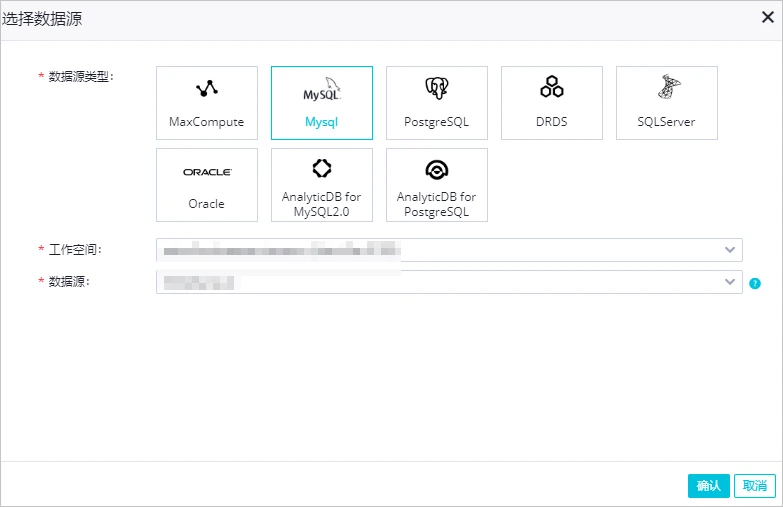 选择数据源
* 数据源类型:
MaxCompute
MySQL
Mysql
PostgreSQL
DRDS
SQLServer
ORACLE
Oracle
AnalyticDB for
MySQL2.0
AnalyticDB for
PostgreSQL
* 工作空间:
* 数据源:
?
确认
取消